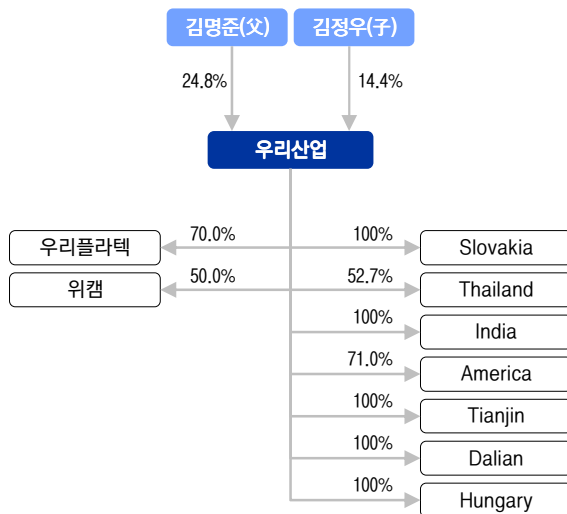 김명준(父) 김정우(子)
24.8% 14.4%
우리산업
70.0% 100%
우리플라텍 Slovakia
50.0% 52.7%
위캠 Thailand
100%
India
71.0%
America
100%
Tianjin
100%
Dalian
100%
Hungary